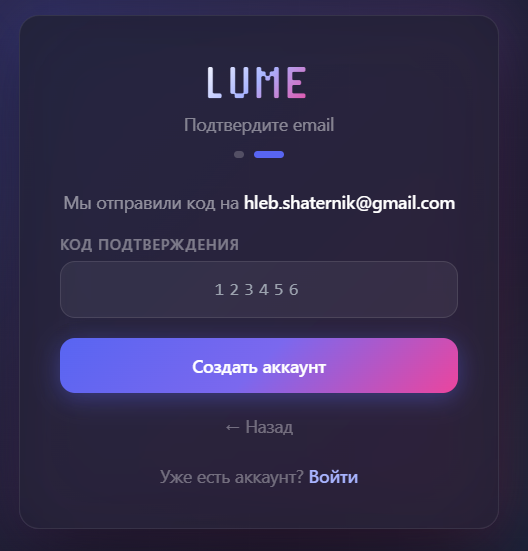 LUME
Подтвердите email
Мы отправили код на hleb.shaternik@gmail.com
КОД ПОДТВЕРЖДЕНИЯ
1 2 3 4 5 6
Создать аккаунт
← Назад
Уже есть аккаунт? Войти